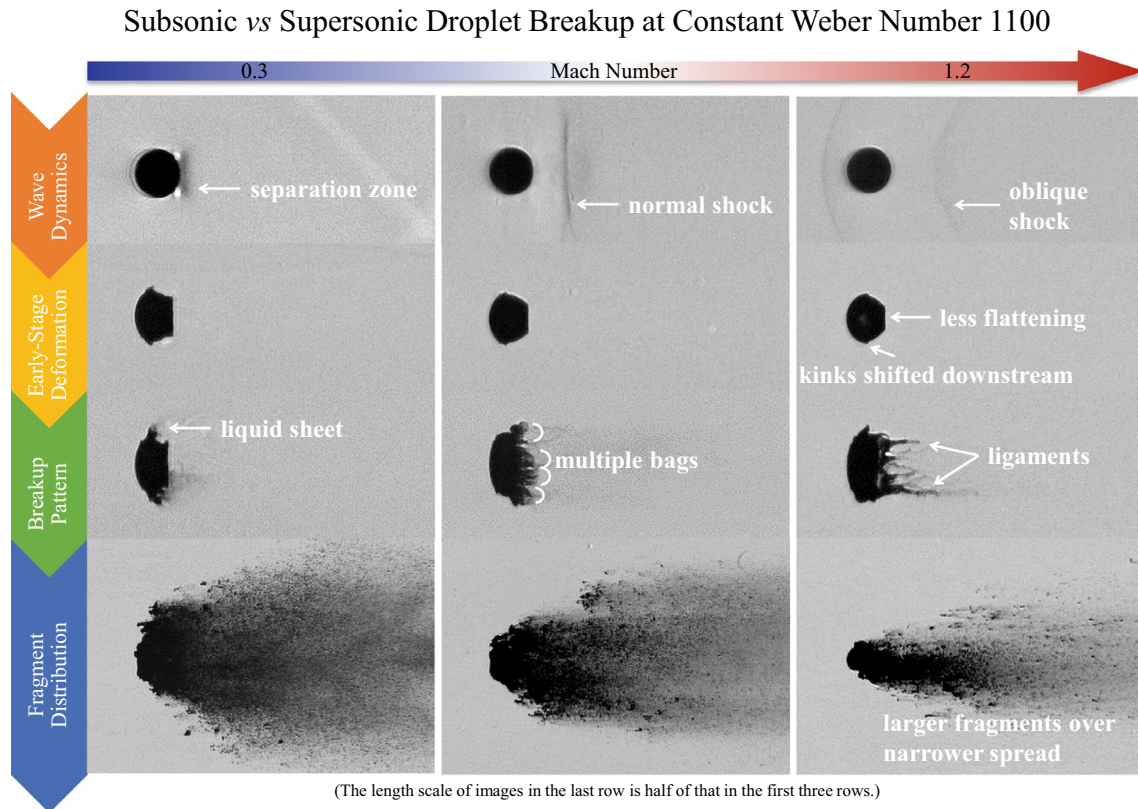 Subsonic vs Supersonic Droplet Breakup at Constant Weber Number 1100
0.3
Mach Number
1.2
Wave
Dynamics
separation zone
normal shock
oblique
shock
Early-Stage
Deformation
less flattening
kinks shifted downstream
Breakup
Pattern
liquid sheet
multiple bags
ligaments
Fragment
Distribution
larger fragments over
narrower spread
(The length scale of images in the last row is half of that in the first three rows.)